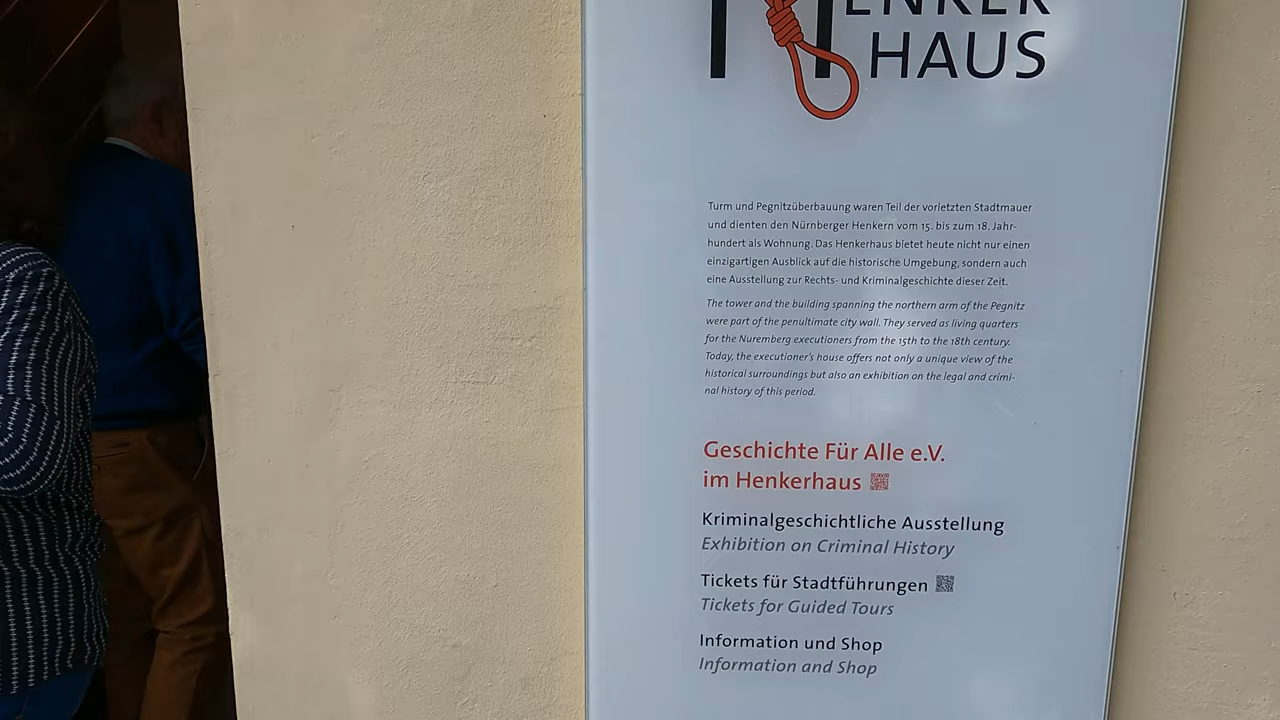 HENKER
HAUS
Turm und Pegnitzüberbauung waren Teil der vorletzten Stadtmauer
und dienten den Nürnberger Henkern vom 15. bis zum 18. Jahr-
hundert als Wohnung. Das Henkerhaus bietet heute nicht nur einen
einzigartigen Ausblick auf die historische Umgebung, sondern auch
eine Ausstellung zur Rechts- und Kriminalgeschichte dieser Zeit.
The tower and the building spanning the northern arm of the Pegnitz
were part of the penultimate city wall. They served as living quarters
for the Nuremberg executioners from the 15th to the 18th century.
Today, the executioner's house offers not only a unique view of the
historical surroundings but also an exhibition on the legal and crimi-
nal history of this period.
Geschichte Für Alle e.V.
im Henkerhaus
Kriminalgeschichtliche Ausstellung
Exhibition on Criminal History
Tickets für Stadtführungen
Tickets for Guided Tours
Information und Shop
Information and Shop